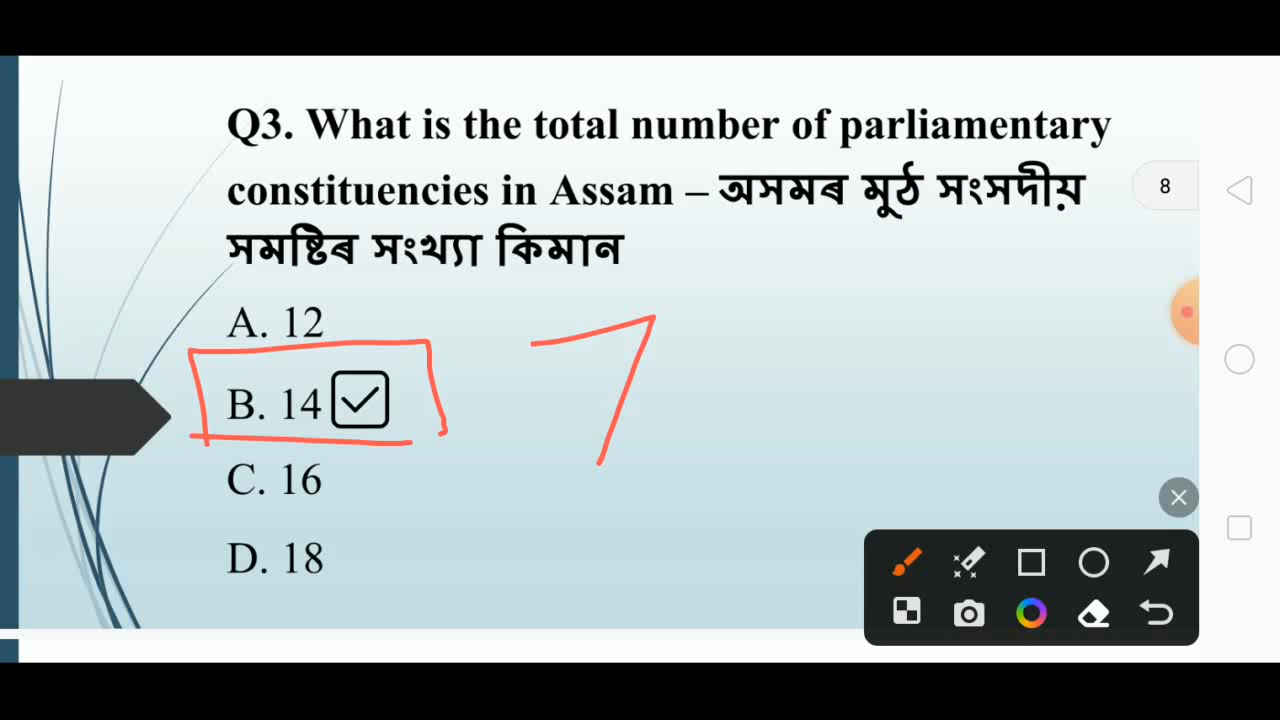 Q3. What is the total number of parliamentary
constituencies in Assam – অসমৰ মুঠ সংসদীয়
সমষ্টিৰ সংখ্যা কিমান
8
A. 12
B. 14
7
C. 16
D. 18